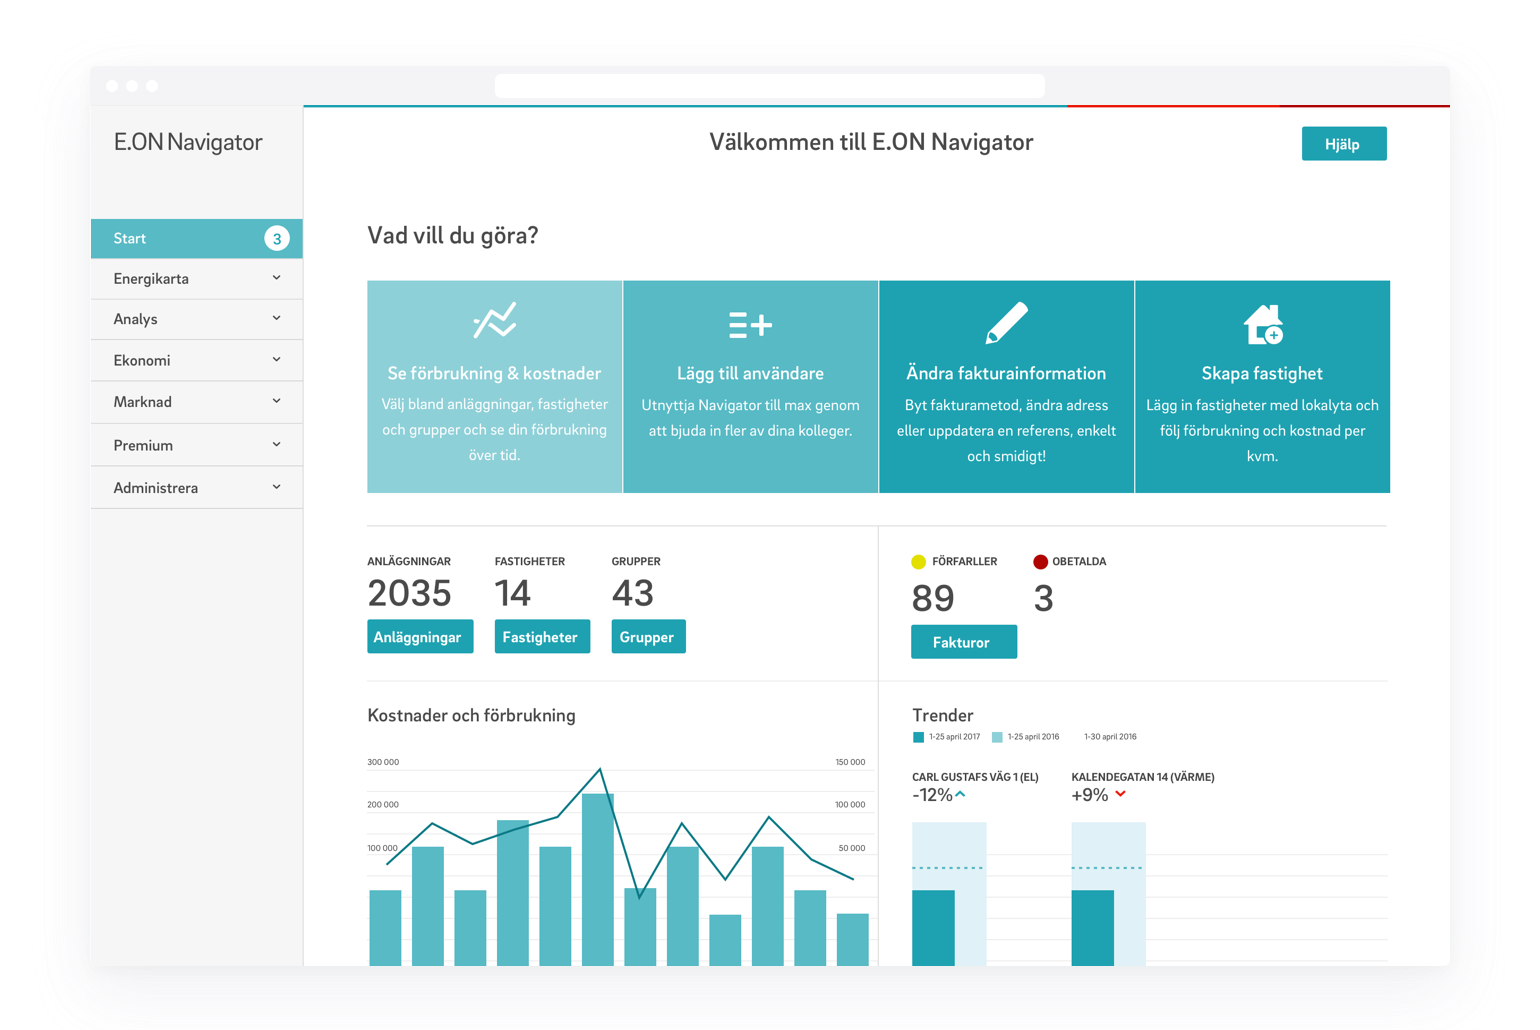 E.ON Navigator
Välkommen till E.ON Navigator
Hjälp
Start
3
Energikarta
Analys
Ekonomi
Marknad
Premium
Administrera
Vad vill du göra?
Se förbrukning & kostnader
Välj bland anläggningar, fastigheter
och grupper och se din förbrukning
över tid.
Lägg till användare
Utnyttja Navigator till max genom
att bjuda in fler av dina kolleger.
Ändra fakturainformation
Byt fakturametod, ändra adress
eller uppdatera en referens, enkelt
och smidigt!
Skapa fastighet
Lägg in fastigheter med lokalyta och
följ förbrukning och kostnad per
kvm.
ANLÄGGNINGAR
2035
Anläggningar
FASTIGHETER
14
Fastigheter
GRUPPER
43
Grupper
FÖRFARLLER
89
OBETALDA
3
Fakturor
Kostnader och förbrukning
300 000
150 000
200 000
100 000
100 000
50 000
Trender
1-25 april 2017
1-25 april 2016
1-30 april 2016
CARL GUSTAFS VÄG 1 (EL)
-12%
KALENDEGATAN 14 (VÄRME)
+9%